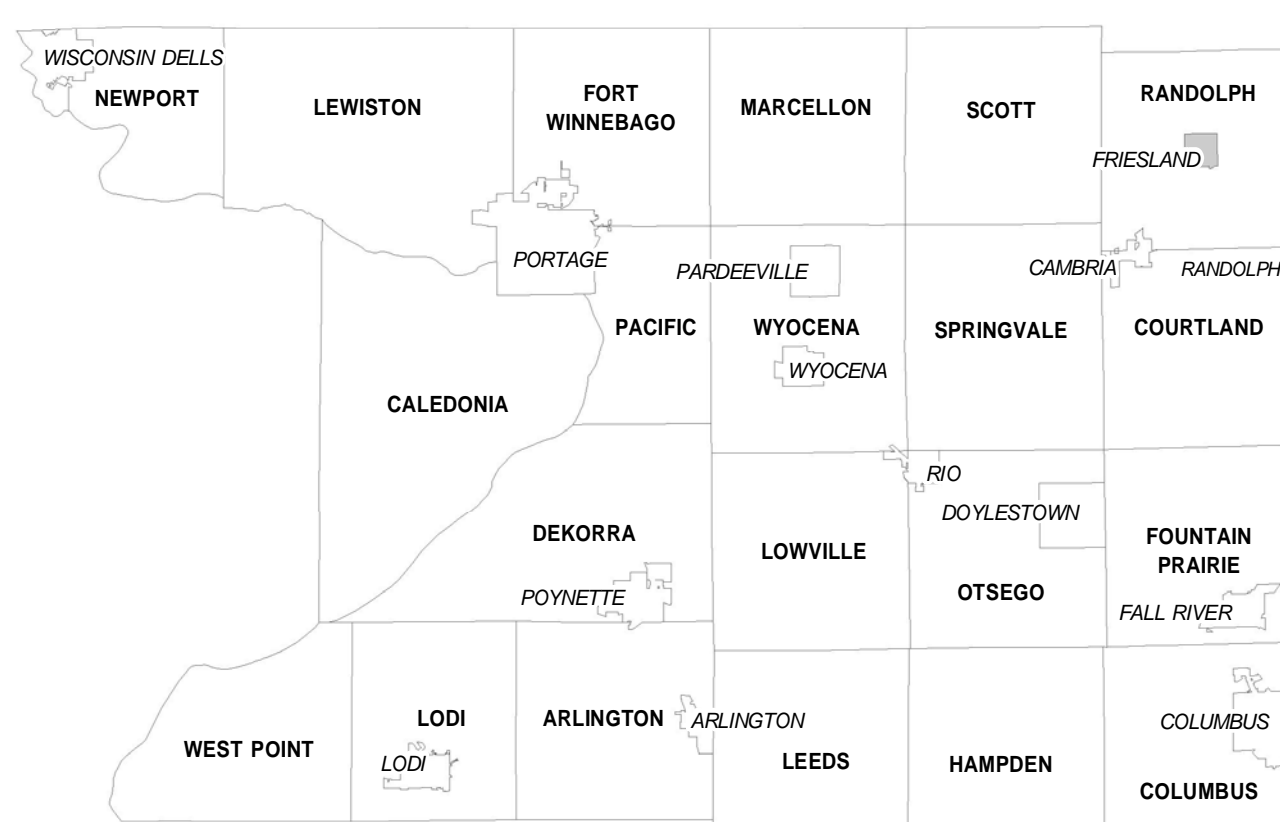 WISCONSIN DELLS
NEWPORT
LEWISTON
FORT
WINNEBAGO
MARCELLON
SCOTT
RANDOLPH
FRIESLAND
PORTAGE
PARDEEVILLE
CAMBRIA
RANDOLPH
PACIFIC
WYOCENA
SPRINGVALE
COURTLAND
WYOCENA
CALEDONIA
RIO
DOYLESTOWN
DEKORRA
LOWVILLE
FOUNTAIN
PRAIRIE
OTSEGO
POYNETTE
FALL RIVER
LODI
ARLINGTON
ARLINGTON
COLUMBUS
WEST POINT
LODI
LEEDS
HAMPDEN
COLUMBUS